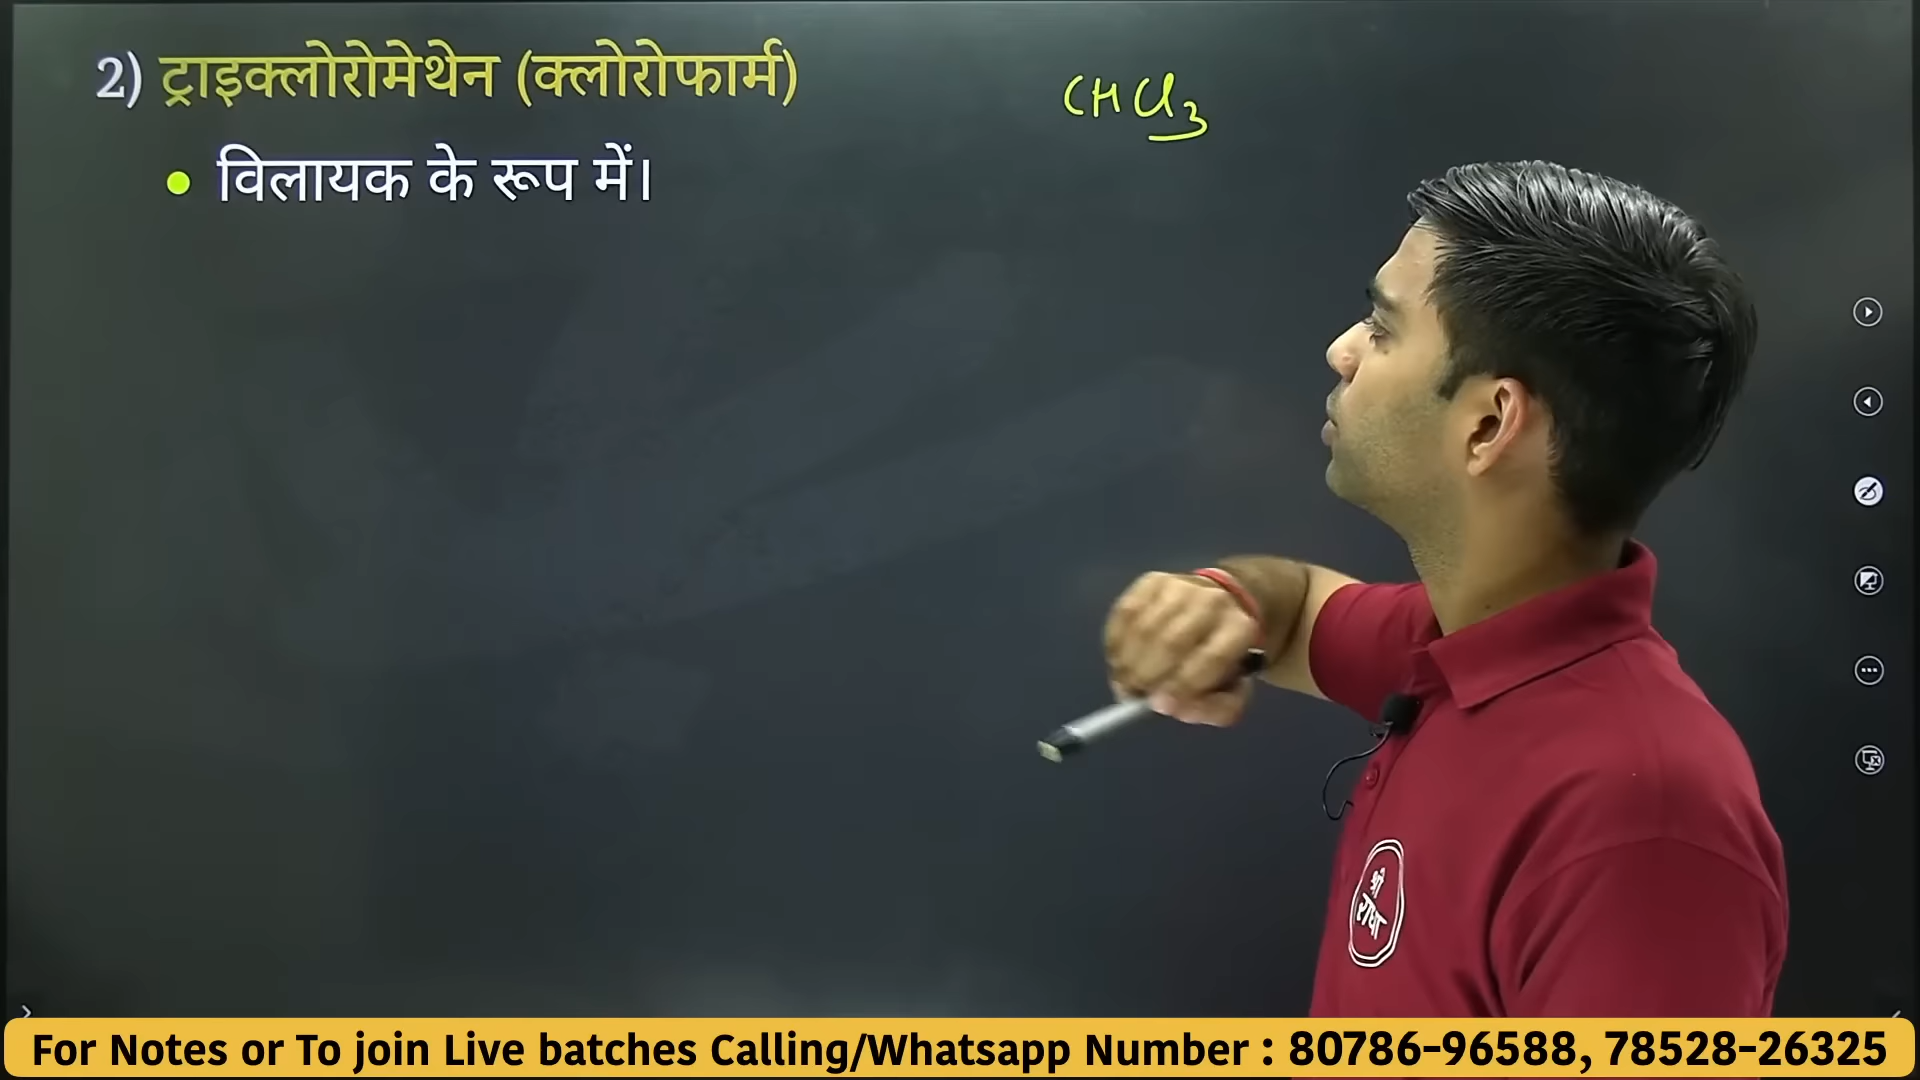 2) ट्राइक्लोरोमेथेन (क्लोरोफार्म)
CHCl3
• विलायक के रूप में।
श्री
राधा
For Notes or To join Live batches Calling/Whatsapp Number : 80786-96588, 78528-26325